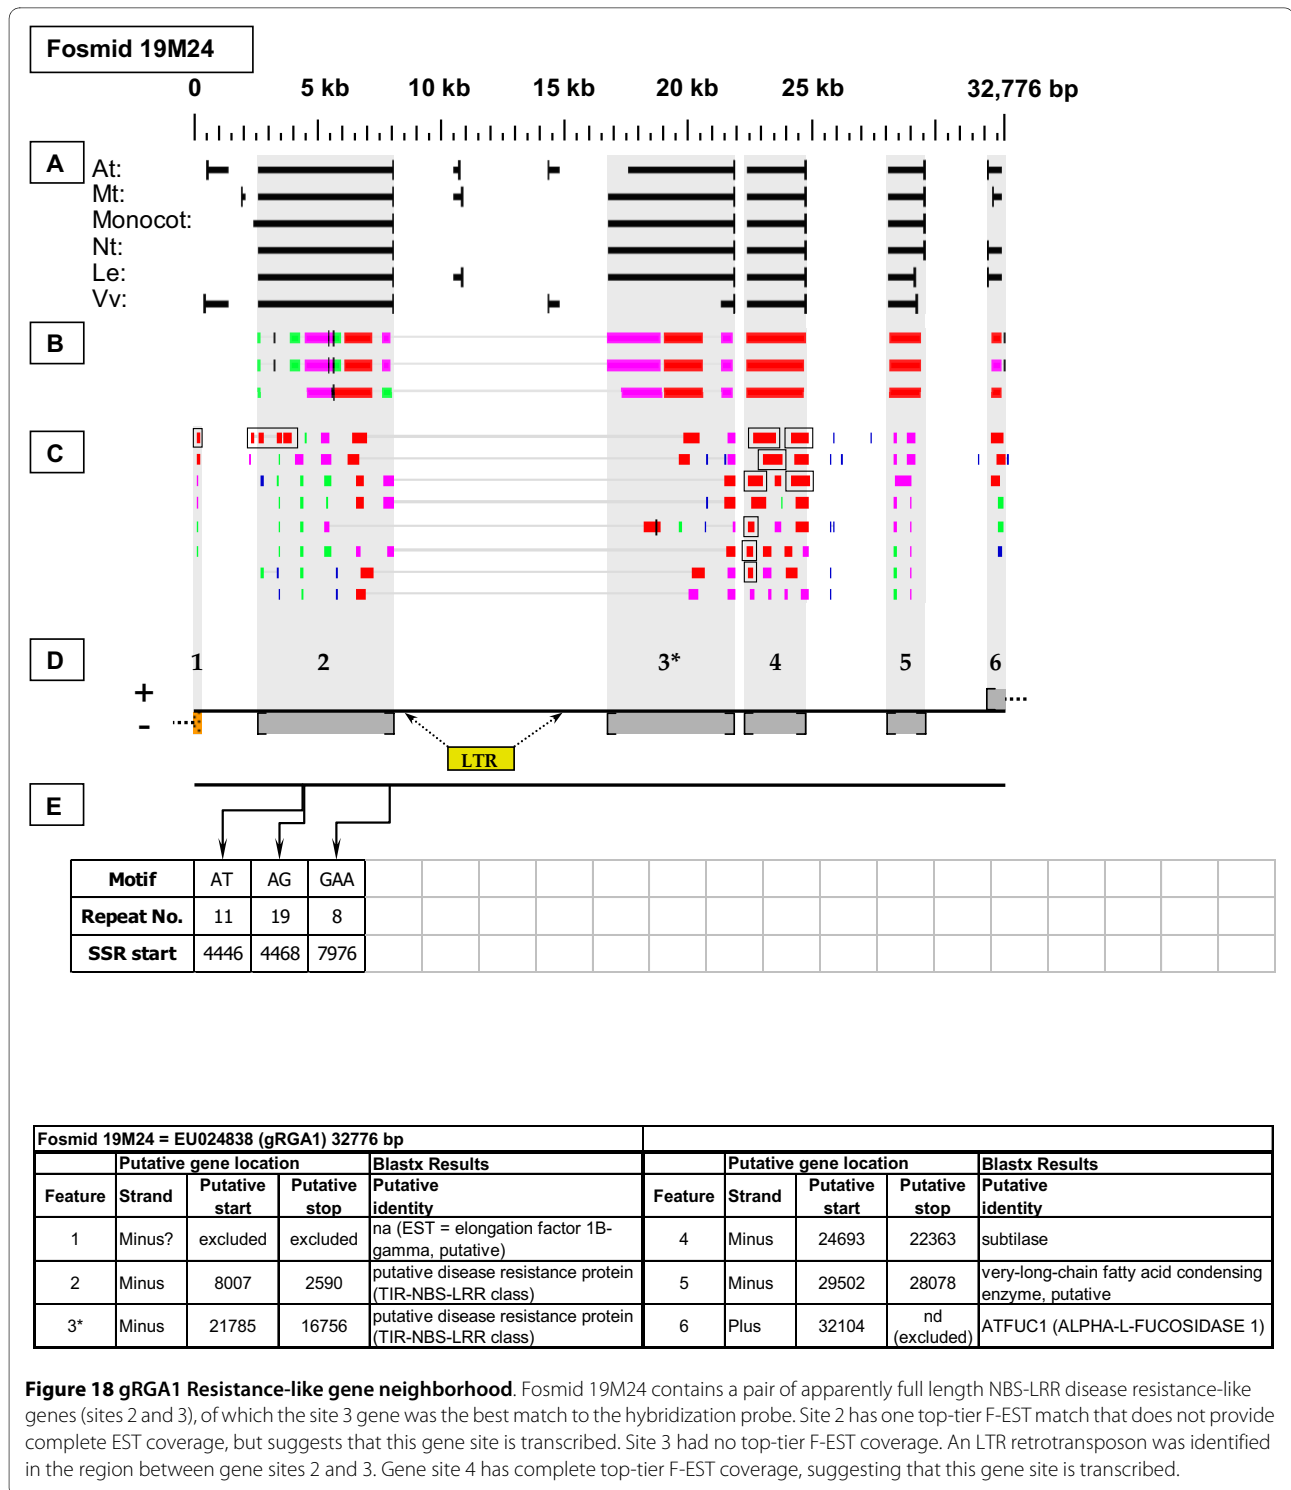 Fosmid 19M24
0 5 kb 10 kb 15 kb 20 kb 25 kb 32,776 bp
A
At:
Mt:
Monocot:
Nt:
Le:
Vv:
B
C
D
1 2 3* 4 5 6
+
-
LTR
E
Motif AT AG GAA
Repeat No. 11 19 8
SSR start 4446 4468 7976
Fosmid 19M24 = EU024838 (gRGA1) 32776 bp
Putative gene location Blastx Results Putative gene location Blastx Results
Feature Strand Putative start Putative stop Putative identity Feature Strand Putative start Putative stop Putative identity
1 Minus? excluded excluded na (EST = elongation factor 1B-gamma, putative) 4 Minus 24693 22363 subtilase
2 Minus 8007 2590 putative disease resistance protein (TIR-NBS-LRR class) 5 Minus 29502 28078 very-long-chain fatty acid condensing enzyme, putative
3* Minus 21785 16756 putative disease resistance protein (TIR-NBS-LRR class) 6 Plus 32104 nd (excluded) ATFUC1 (ALPHA-L-FUCOSIDASE 1)
Figure 18 gRGA1 Resistance-like gene neighborhood. Fosmid 19M24 contains a pair of apparently full length NBS-LRR disease resistance-like
genes (sites 2 and 3), of which the site 3 gene was the best match to the hybridization probe. Site 2 has one top-tier F-EST match that does not provide
complete EST coverage, but suggests that this gene site is transcribed. Site 3 had no top-tier F-EST coverage. An LTR retrotransposon was identified
in the region between gene sites 2 and 3. Gene site 4 has complete top-tier F-EST coverage, suggesting that this gene site is transcribed.